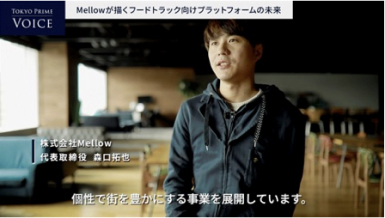 TOKYO PRIME
VOICE
Mellowが描くフードトラック向けプラットフォームの未来
株式会社Mellow
代表取締役 森口拓也
個性で街を豊かにする事業を展開しています。